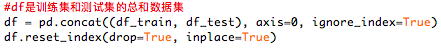 #df是训练集和测试集的总和数据集
df = pd.concat((df_train, df_test), axis=0, ignore_index=True)
df.reset_index(drop=True, inplace=True)